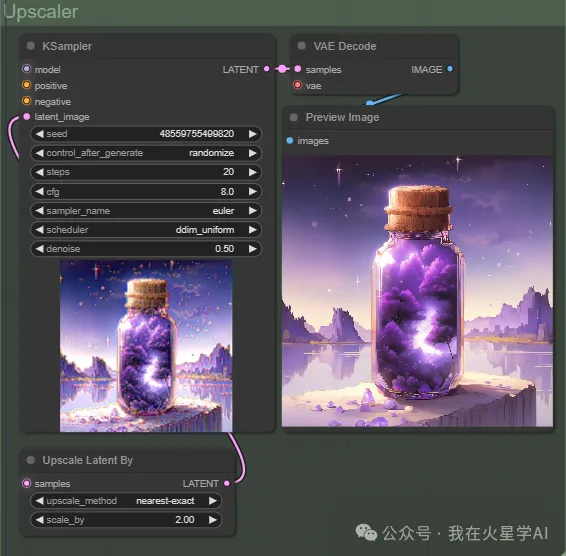 Upscaler
KSampler
model
LATENT
positive
negative
latent_image
seed 48559755499820
control_after_generate randomize
steps 20
cfg 8.0
sampler_name euler
scheduler ddim_uniform
denoise 0.50
VAE Decode
samples
IMAGE
vae
Preview Image
images
Upscale Latent By
samples
LATENT
upscale_method nearest-exact
scale_by 2.00
公众号 · 我在火星学AI